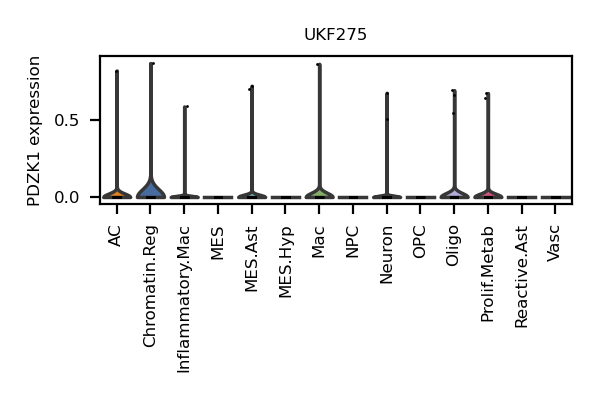 UKF275
PDZK1 expression
0.5
0.0
AC
Chromatin.Reg
Inflammatory.Mac
MES
MES.Ast
MES.Hyp
Mac
NPC
Neuron
OPC
Oligo
Prolif.Metab
Reactive.Ast
Vasc